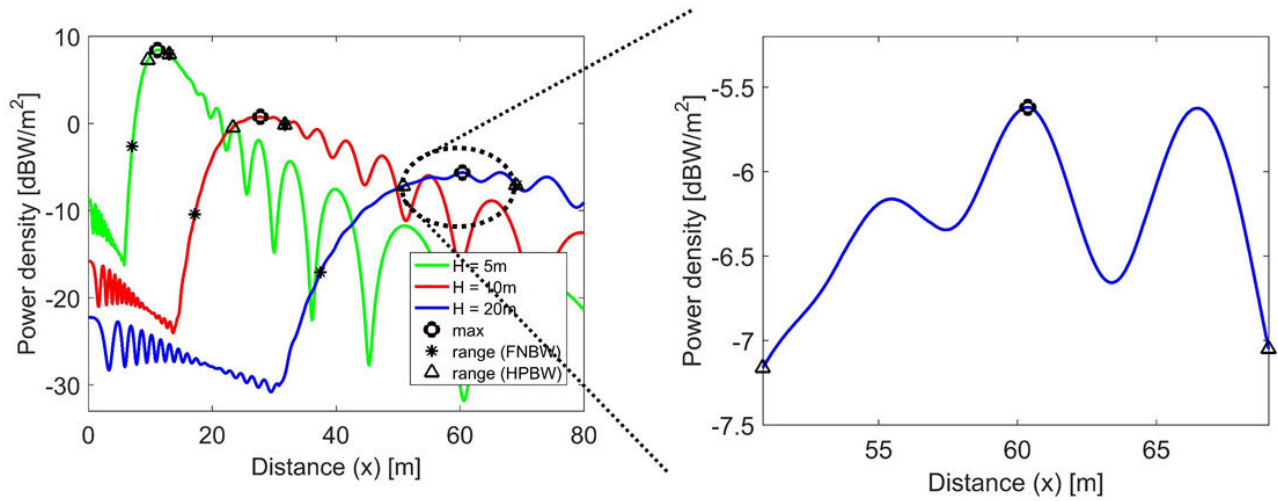 10
0
-10
-20
-30
0
20
40
60
80
Power density [dBW/m²]
Distance (x) [m]
H = 5m
H = 10m
H = 20m
max
range (FNBW)
range (HPBW)
-5.5
-6
-6.5
-7
-7.5
55
60
65
Power density [dBW/m²]
Distance (x) [m]